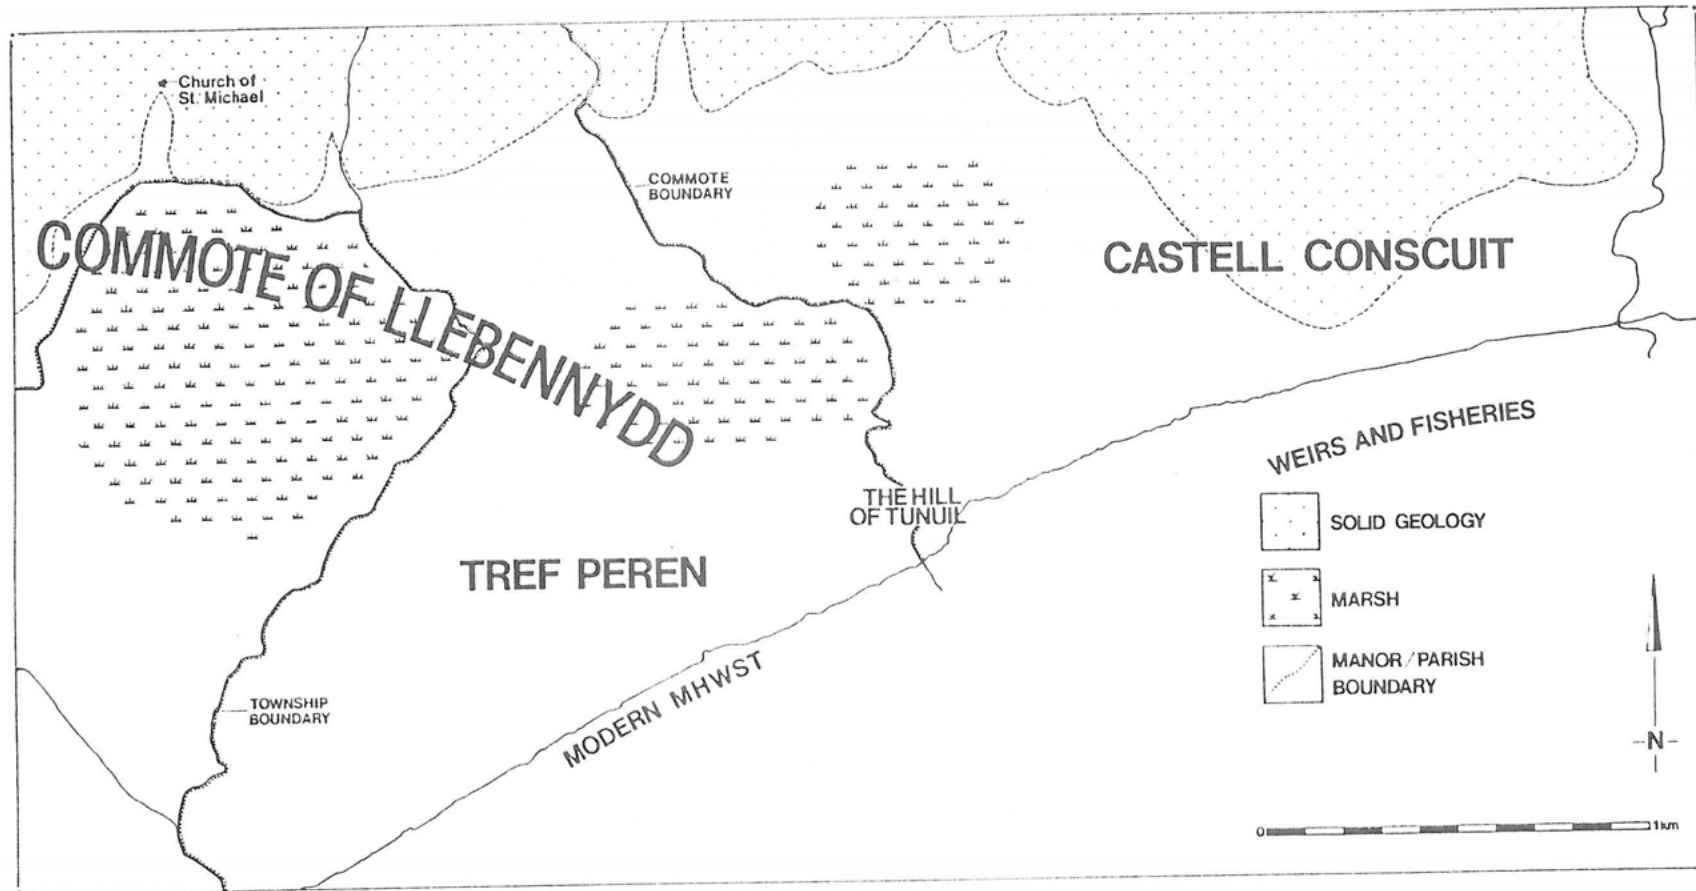 Church of
St. Michael
COMMOTE
BOUNDARY
COMMOTE OF LLEBENNYDD
CASTELL CONSCUIT
THE HILL
OF TUNUIL
TREF PEREN
TOWNSHIP
BOUNDARY
MODERN MHWST
WEIRS AND FISHERIES
SOLID GEOLOGY
MARSH
MANOR/PARISH
BOUNDARY
N
0 1km